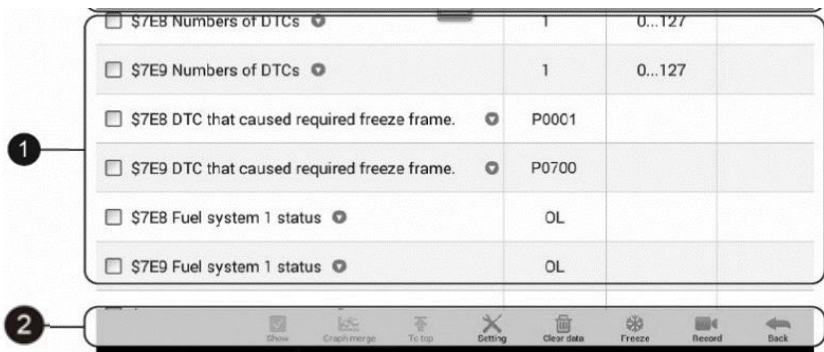 $7E8 Numbers of DTCs 1 0...127
$7E9 Numbers of DTCs 1 0...127
$7E8 DTC that caused required freeze frame. P0001
1
$7E9 DTC that caused required freeze frame. P0700
$7E8 Fuel system 1 status OL
$7E9 Fuel system 1 status OL
2
Show Graph merge To top Setting Clear data Freeze Record Back